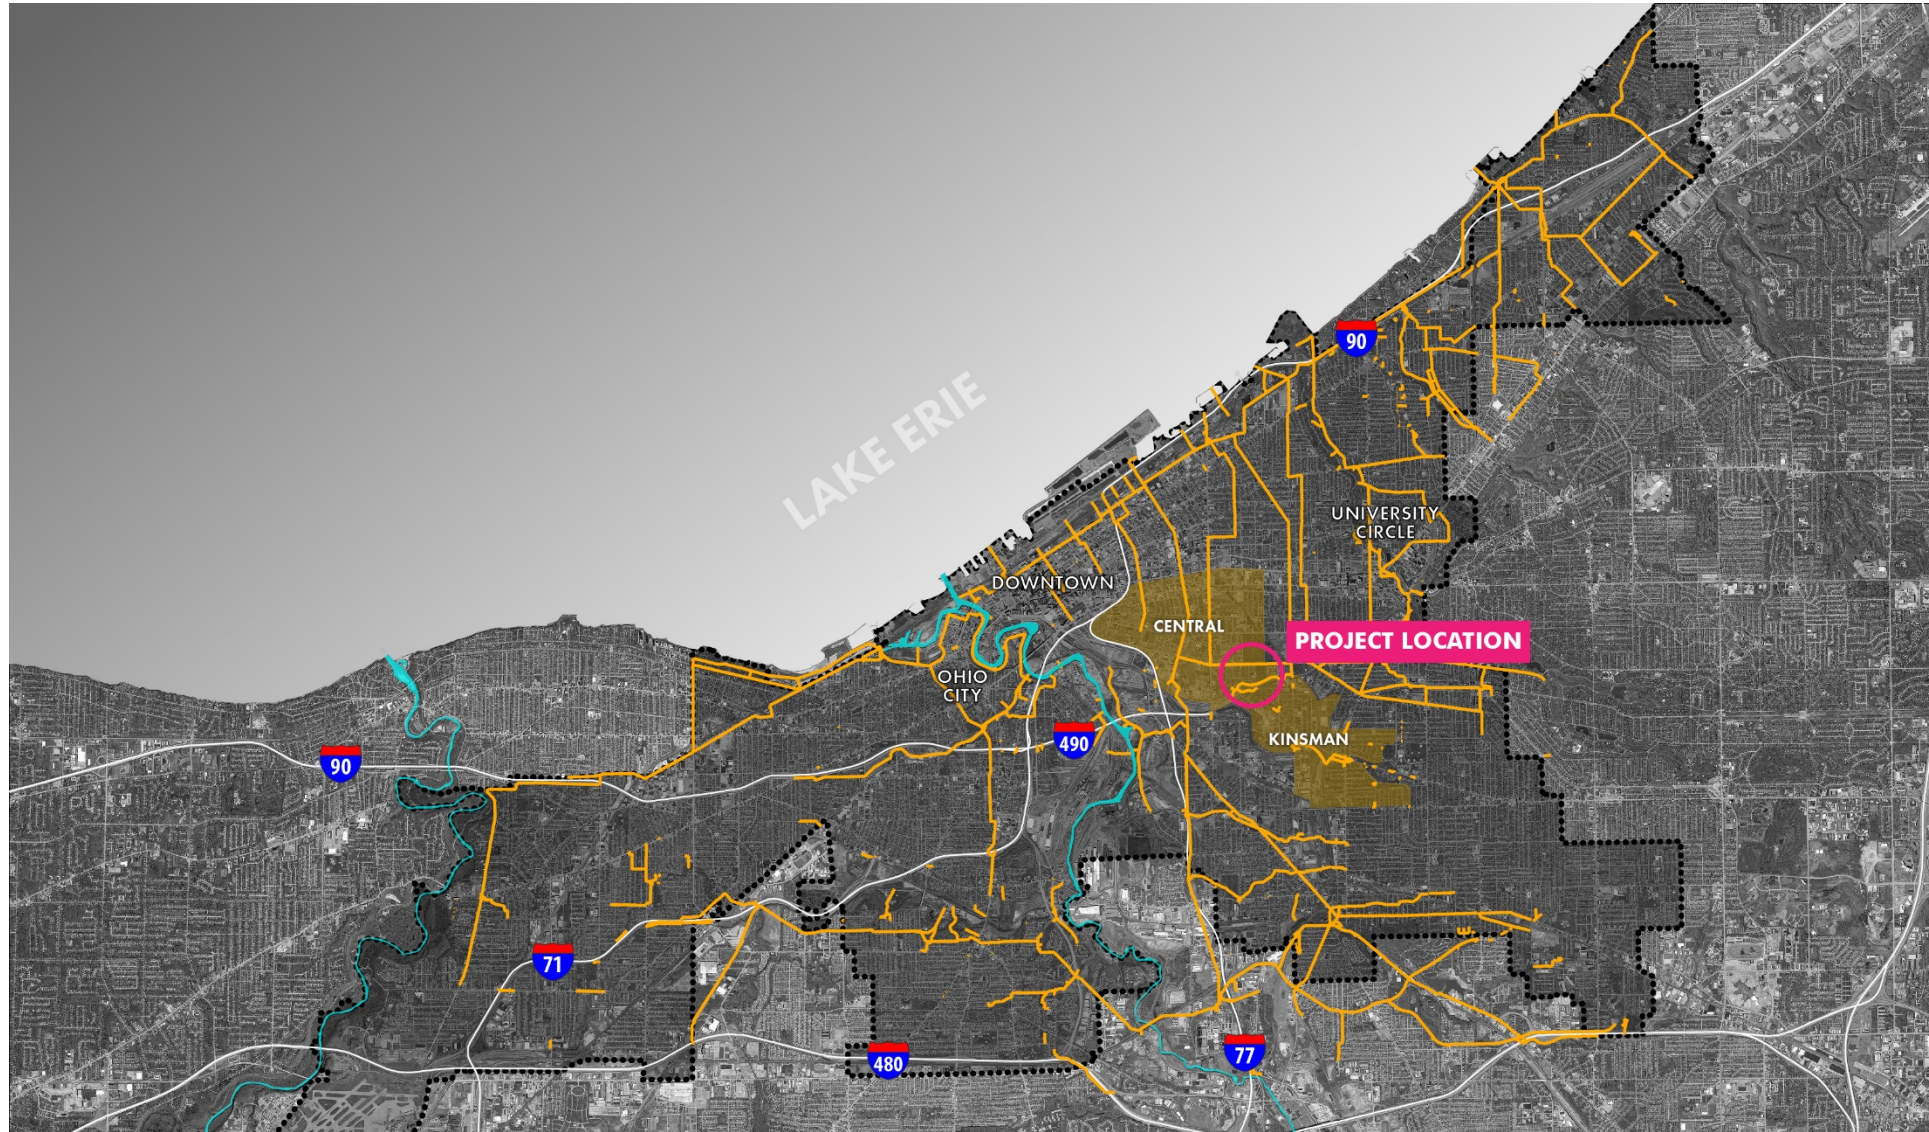 90
LAKE ERIE
UNIVERSITY
CIRCLE
DOWNTOWN
CENTRAL
PROJECT LOCATION
OHIO
CITY
490
KINSMAN
90
71
480
77